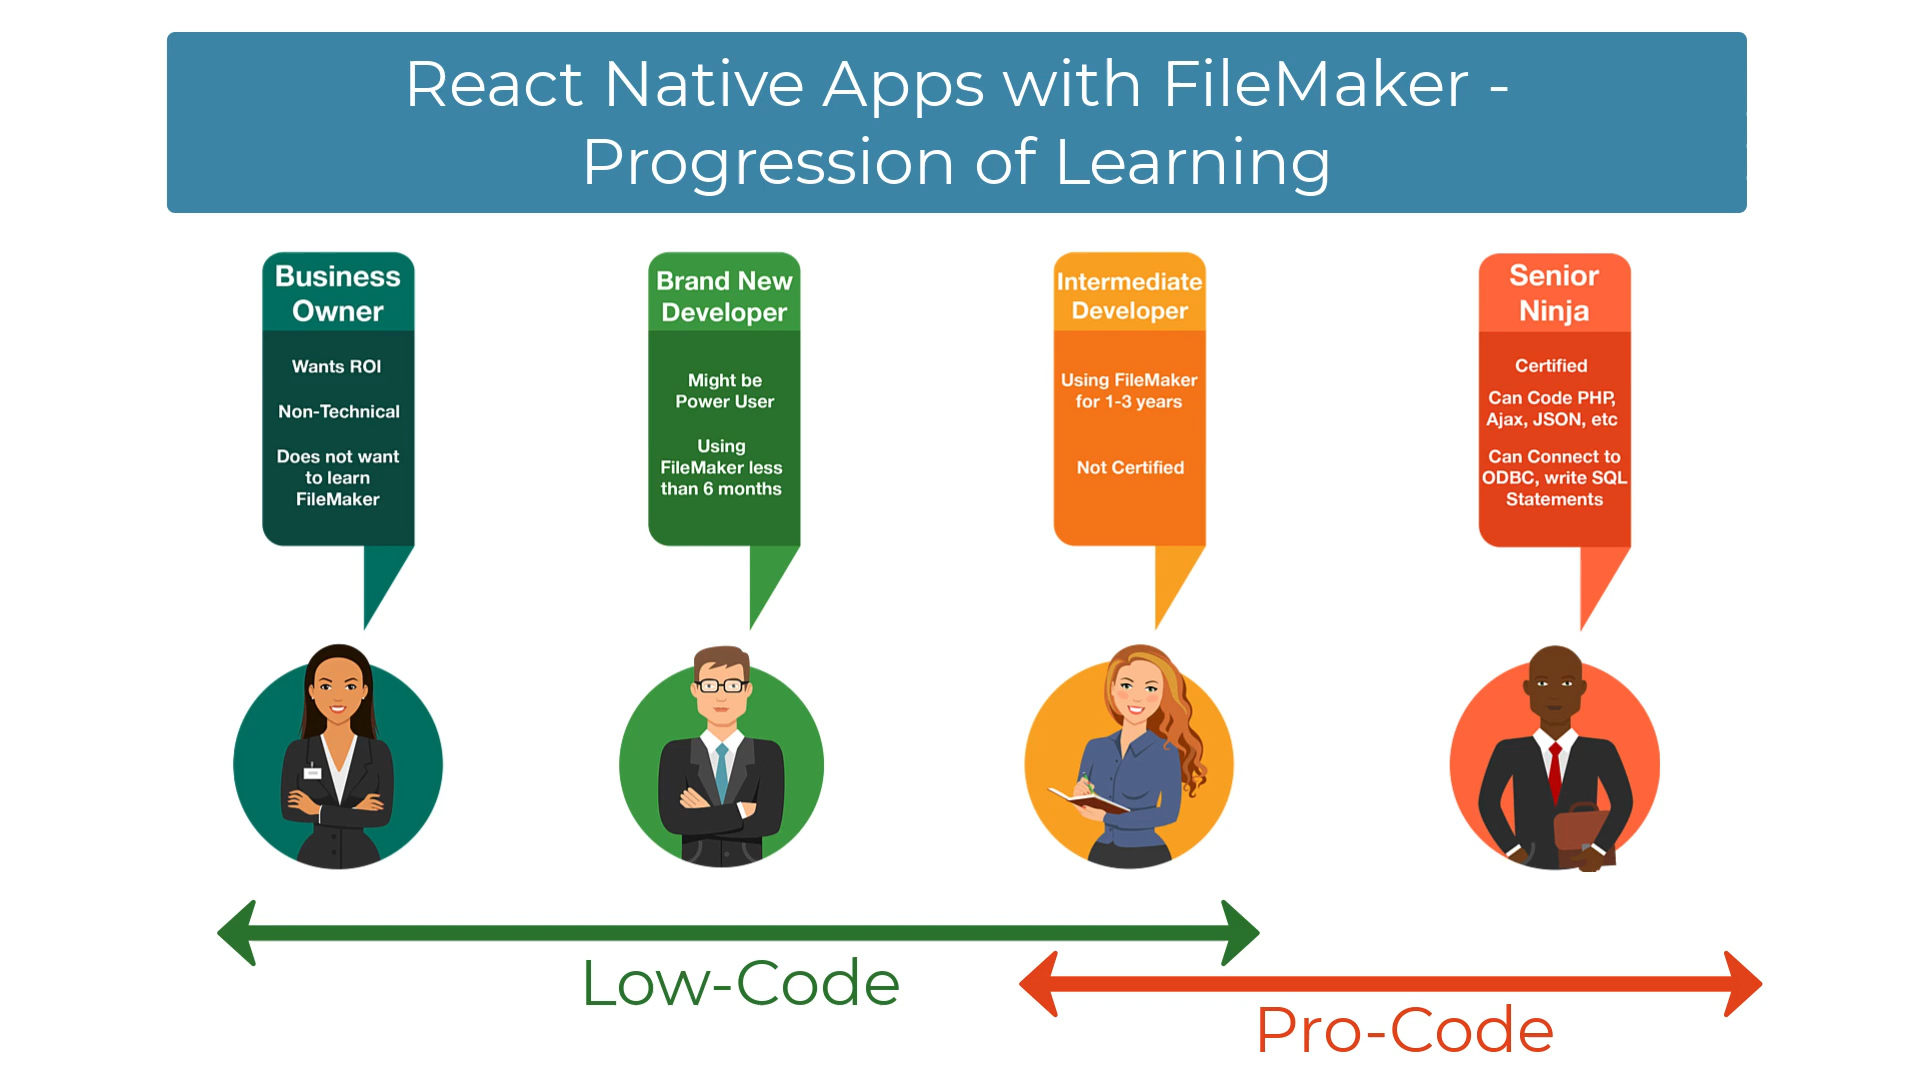 React Native Apps with FileMaker -
Progression of Learning
Business
Owner
Wants ROI
Non-Technical
Does not want
to learn
FileMaker
Brand New
Developer
Might be
Power User
Using
FileMaker less
than 6 months
Intermediate
Developer
Using FileMaker
for 1-3 years
Not Certified
Senior
Ninja
Certified
Can Code PHP,
Ajax, JSON, etc
Can Connect to
ODBC, write SQL
Statements
Low-Code
Pro-Code